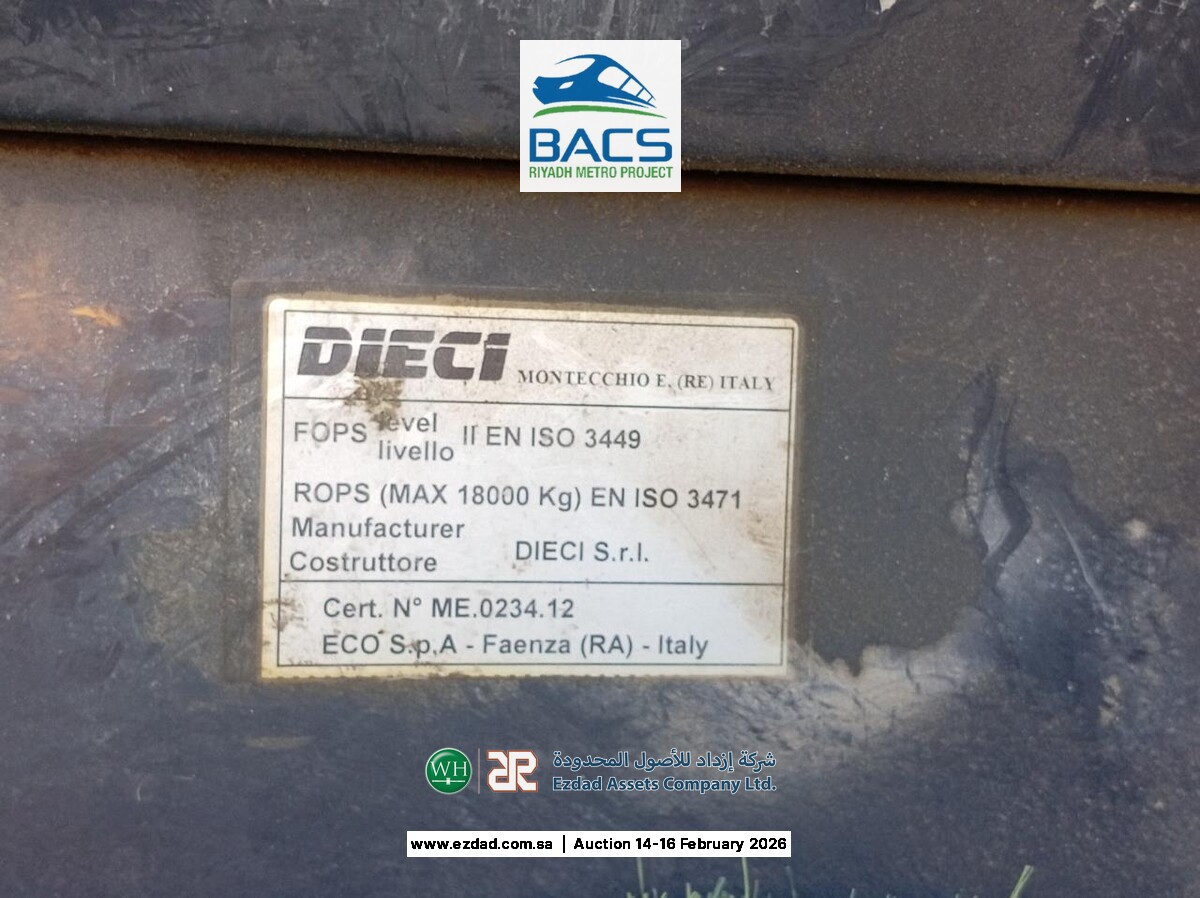 BACS
RIYADH METRO PROJECT
DIECI MONTECCHIO E. (RE) ITALY
FOPS level livello II EN ISO 3449
ROPS (MAX 18000 Kg) EN ISO 3471
Manufacturer
Costruttore DIECI S.r.l.
Cert. N° ME.0234.12
ECO S.p.A - Faenza (RA) - Italy
WH
شركة إزداد للأصول المحدودة
Ezdad Assets Company Ltd.
www.ezdad.com.sa | Auction 14-16 February 2026